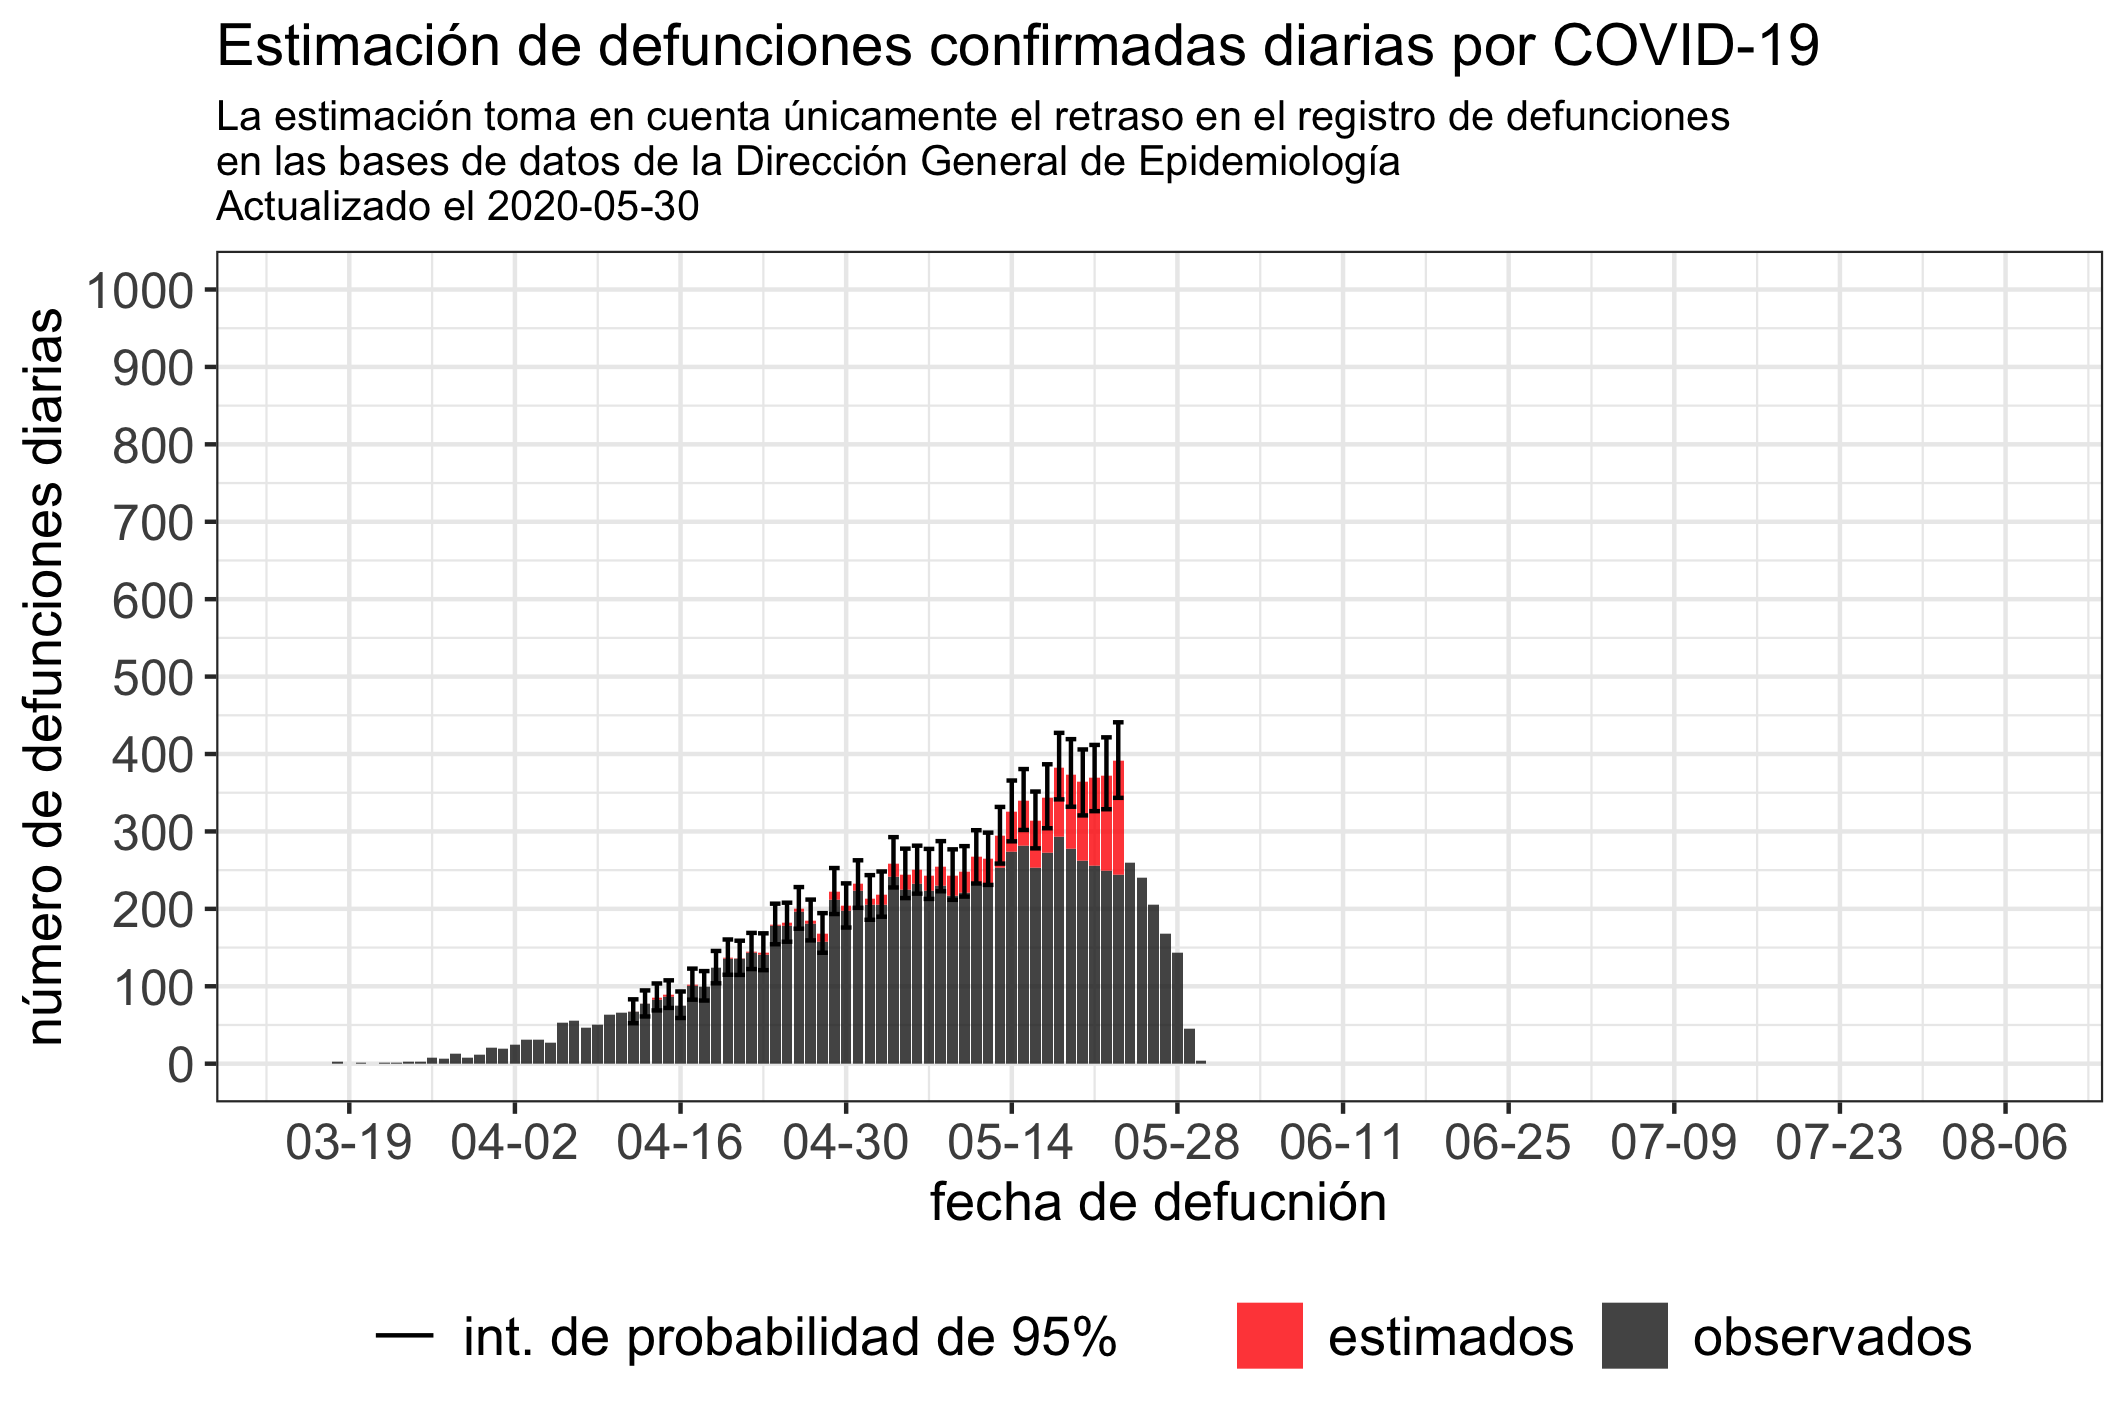 Estimación de defunciones confirmadas diarias por COVID-19
La estimación toma en cuenta únicamente el retraso en el registro de defunciones
en las bases de datos de la Dirección General de Epidemiología
Actualizado el 2020-05-30
número de defunciones diarias
1000
900
800
700
600
500
400
300
200
100
0
03-19 04-02 04-16 04-30 05-14 05-28 06-11 06-25 07-09 07-23 08-06
fecha de defucnión
int. de probabilidad de 95% estimados observados